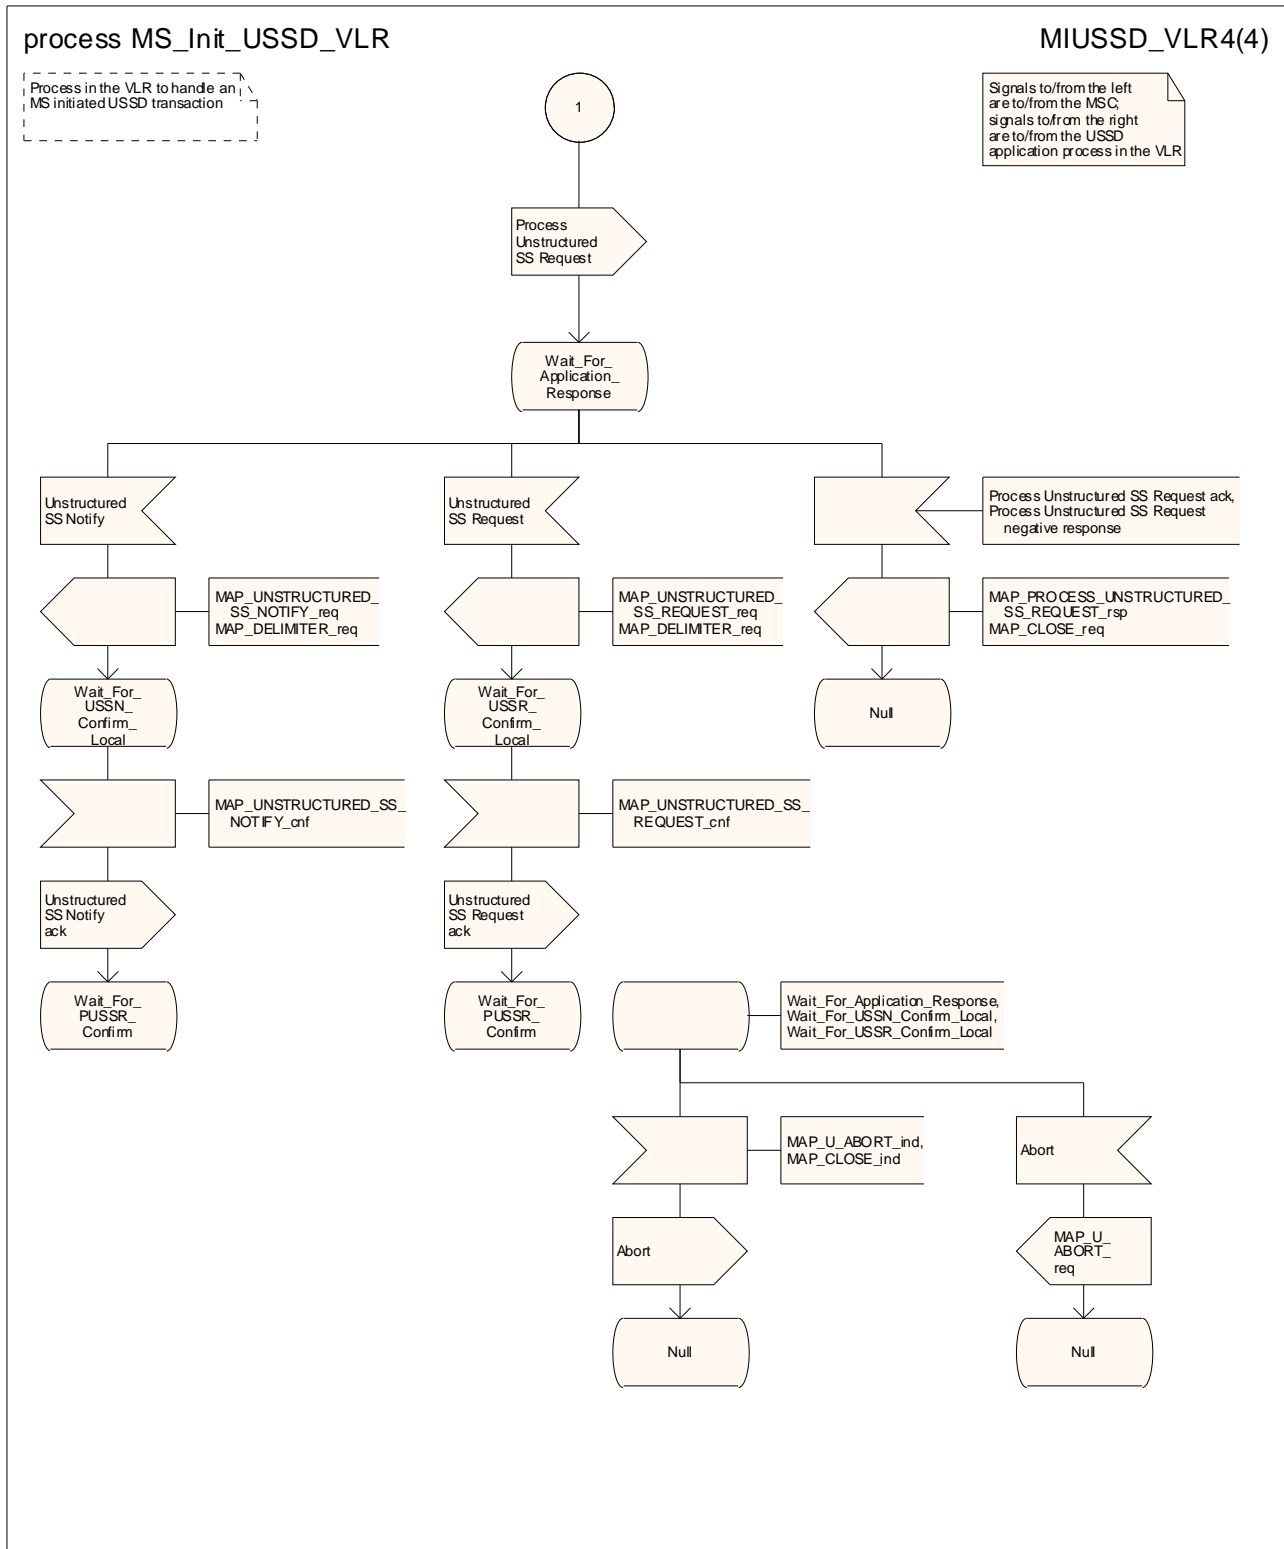 process MS_Init_USSD_VLR
MIUSSD_VLR4(4)
Process in the VLR to handle an
MS initiated USSD transaction
1
Signals to/from the left
are to/from the MSC;
signals to/from the right
are to/from the USSD
application process in the VLR
Process
Unstructured
SS Request
Wait_For_
Application_
Response
Unstructured
SS Notify
Unstructured
SS Request
Process Unstructured SS Request ack,
Process Unstructured SS Request
negative response
MAP_UNSTRUCTURED_
SS_NOTIFY_req
MAP_DELIMITER_req
MAP_UNSTRUCTURED_
SS_REQUEST_req
MAP_DELIMITER_req
MAP_PROCESS_UNSTRUCTURED_
SS_REQUEST_rsp
MAP_CLOSE_req
Wait_For_
USSN_
Confirm_
Local
Wait_For_
USSR_
Confirm_
Local
Null
MAP_UNSTRUCTURED_SS_
NOTIFY_cnf
MAP_UNSTRUCTURED_SS_
REQUEST_cnf
Unstructured
SS Notify
ack
Unstructured
SS Request
ack
Wait_For_
PUSSR_
Confirm
Wait_For_
PUSSR_
Confirm
Wait_For_Application_Response,
Wait_For_USSN_Confirm_Local,
Wait_For_USSR_Confirm_Local
MAP_U_ABORT_ind,
MAP_CLOSE_ind
Abort
Abort
MAP_U_
ABORT_
req
Null
Null